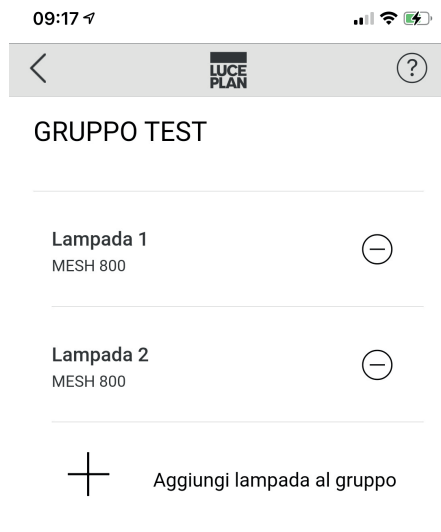 09:17
LUCE
PLAN
?
GRUPPO TEST
Lampada 1
MESH 800
Lampada 2
MESH 800
Aggiungi lampada al gruppo